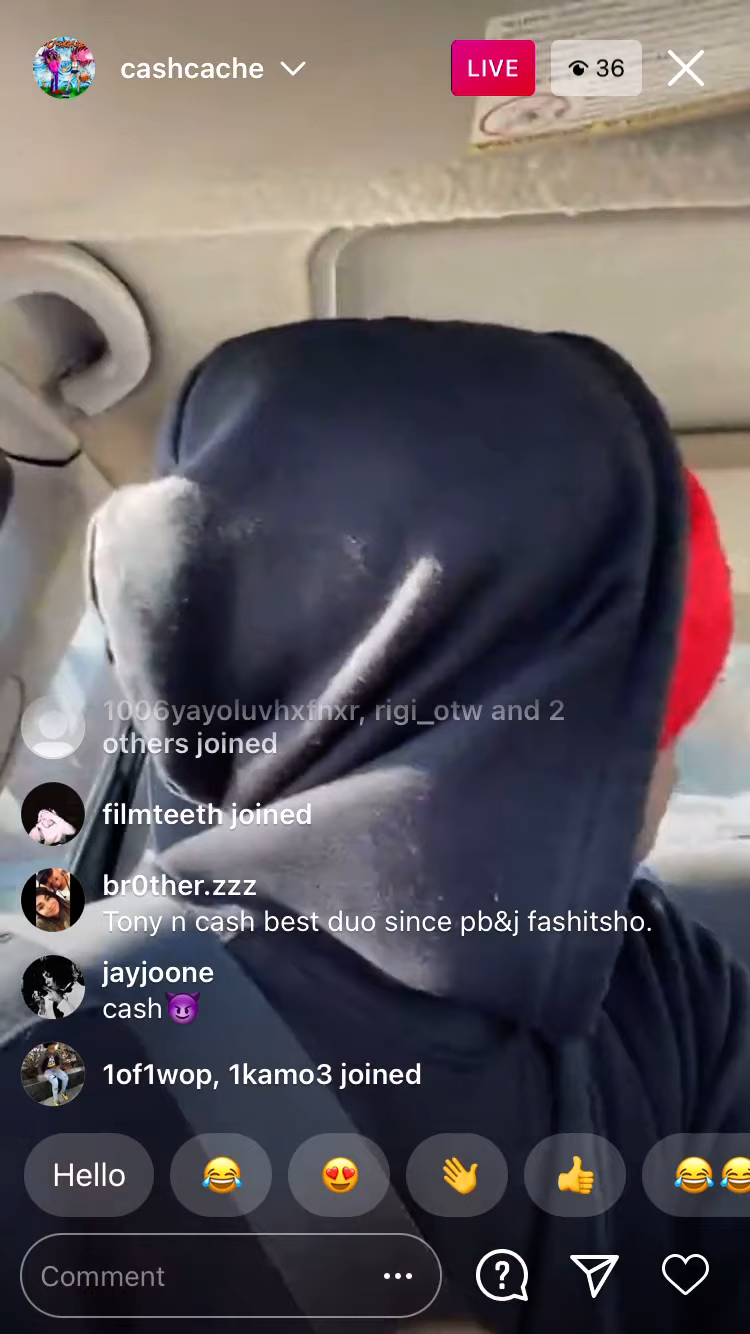 cashcache
LIVE
36
1006yayoluvhxfhxr, rigi_otw and 2
others joined
filmteeth joined
br0ther.zzz
Tony n cash best duo since pb&j fashitsho.
jayjoone
cash😈
1of1wop, 1kamo3 joined
Hello 😂 😍 👋 👍 😂😂
Comment